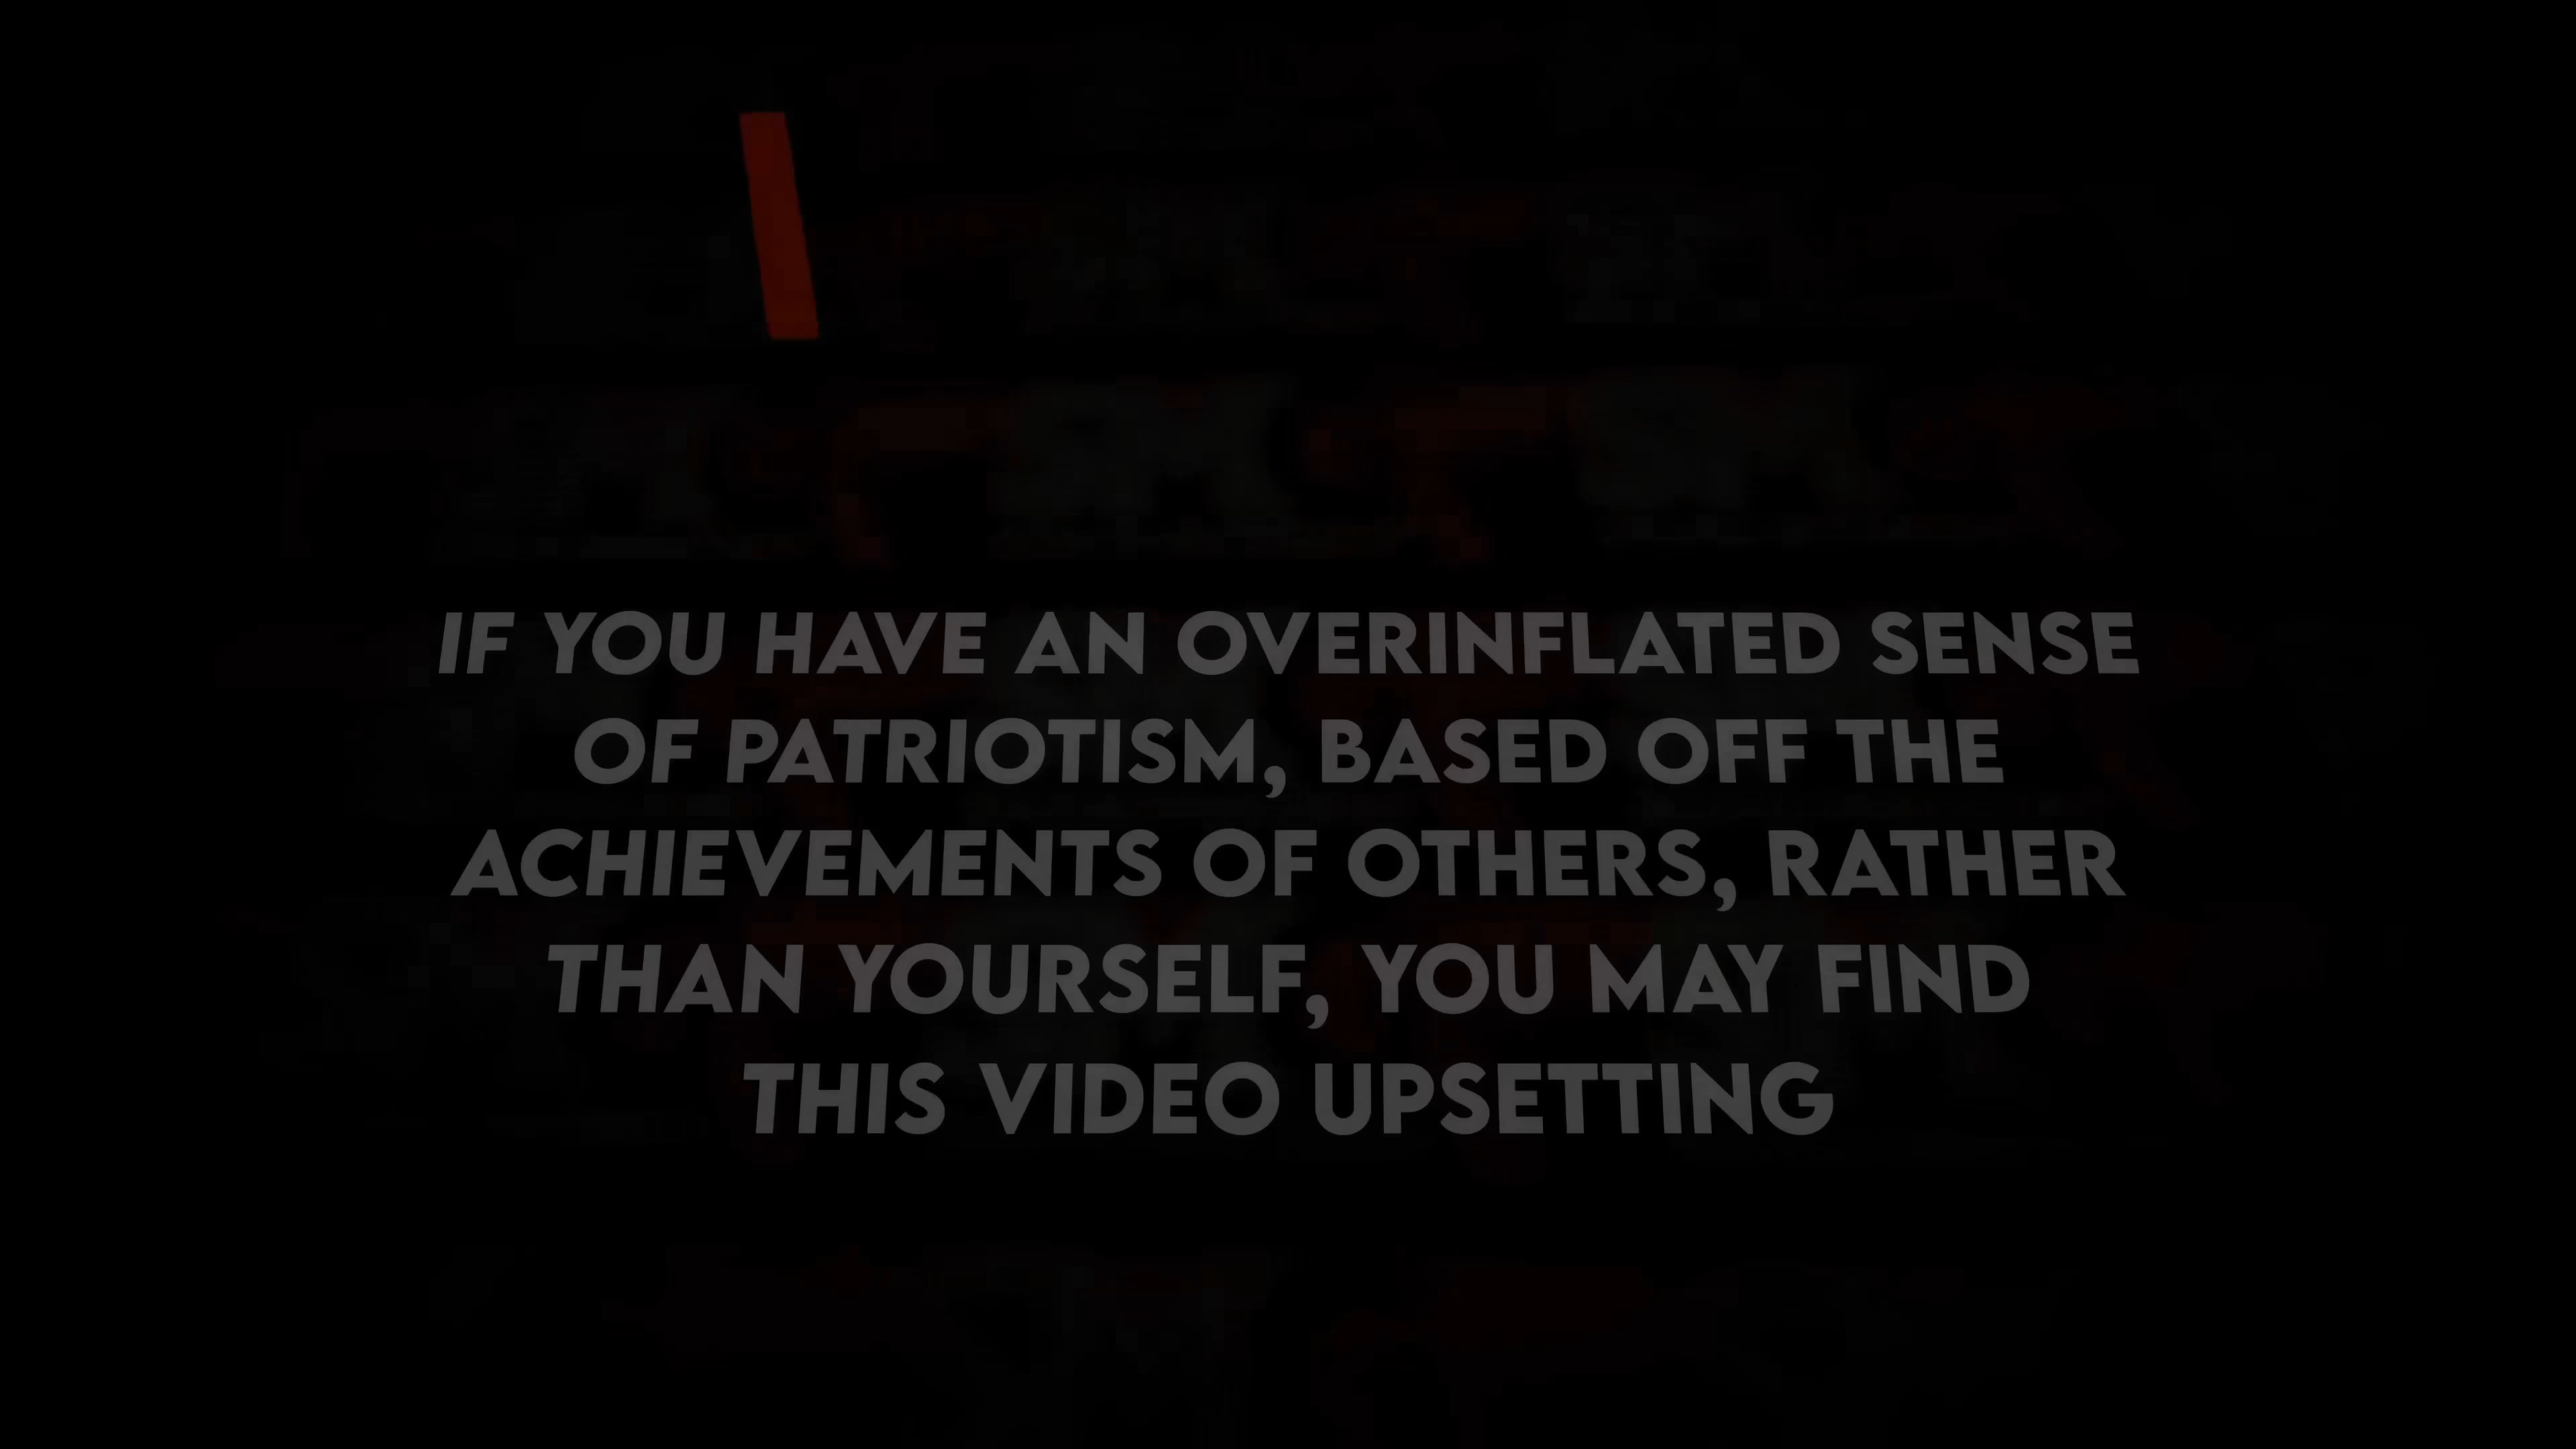 IF YOU HAVE AN OVERINFLATED SENSE
OF PATRIOTISM, BASED OFF THE
ACHIEVEMENTS OF OTHERS, RATHER
THAN YOURSELF, YOU MAY FIND
THIS VIDEO UPSETTING